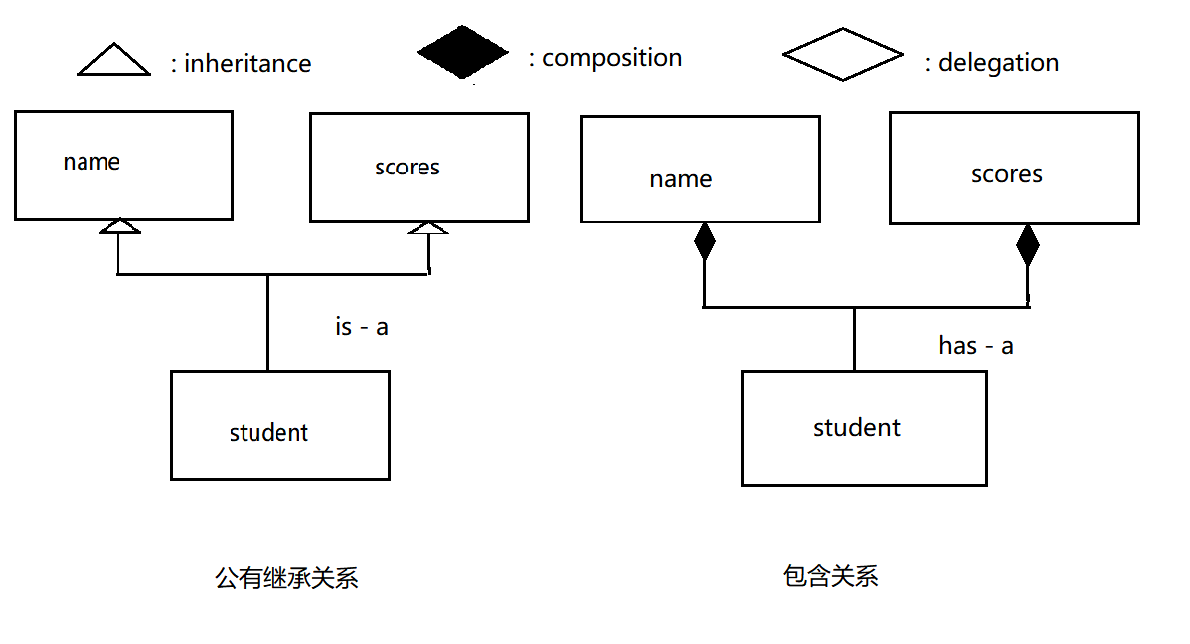 : inheritance
: composition
: delegation
name
scores
name
scores
is - a
has - a
student
student
公有继承关系
包含关系